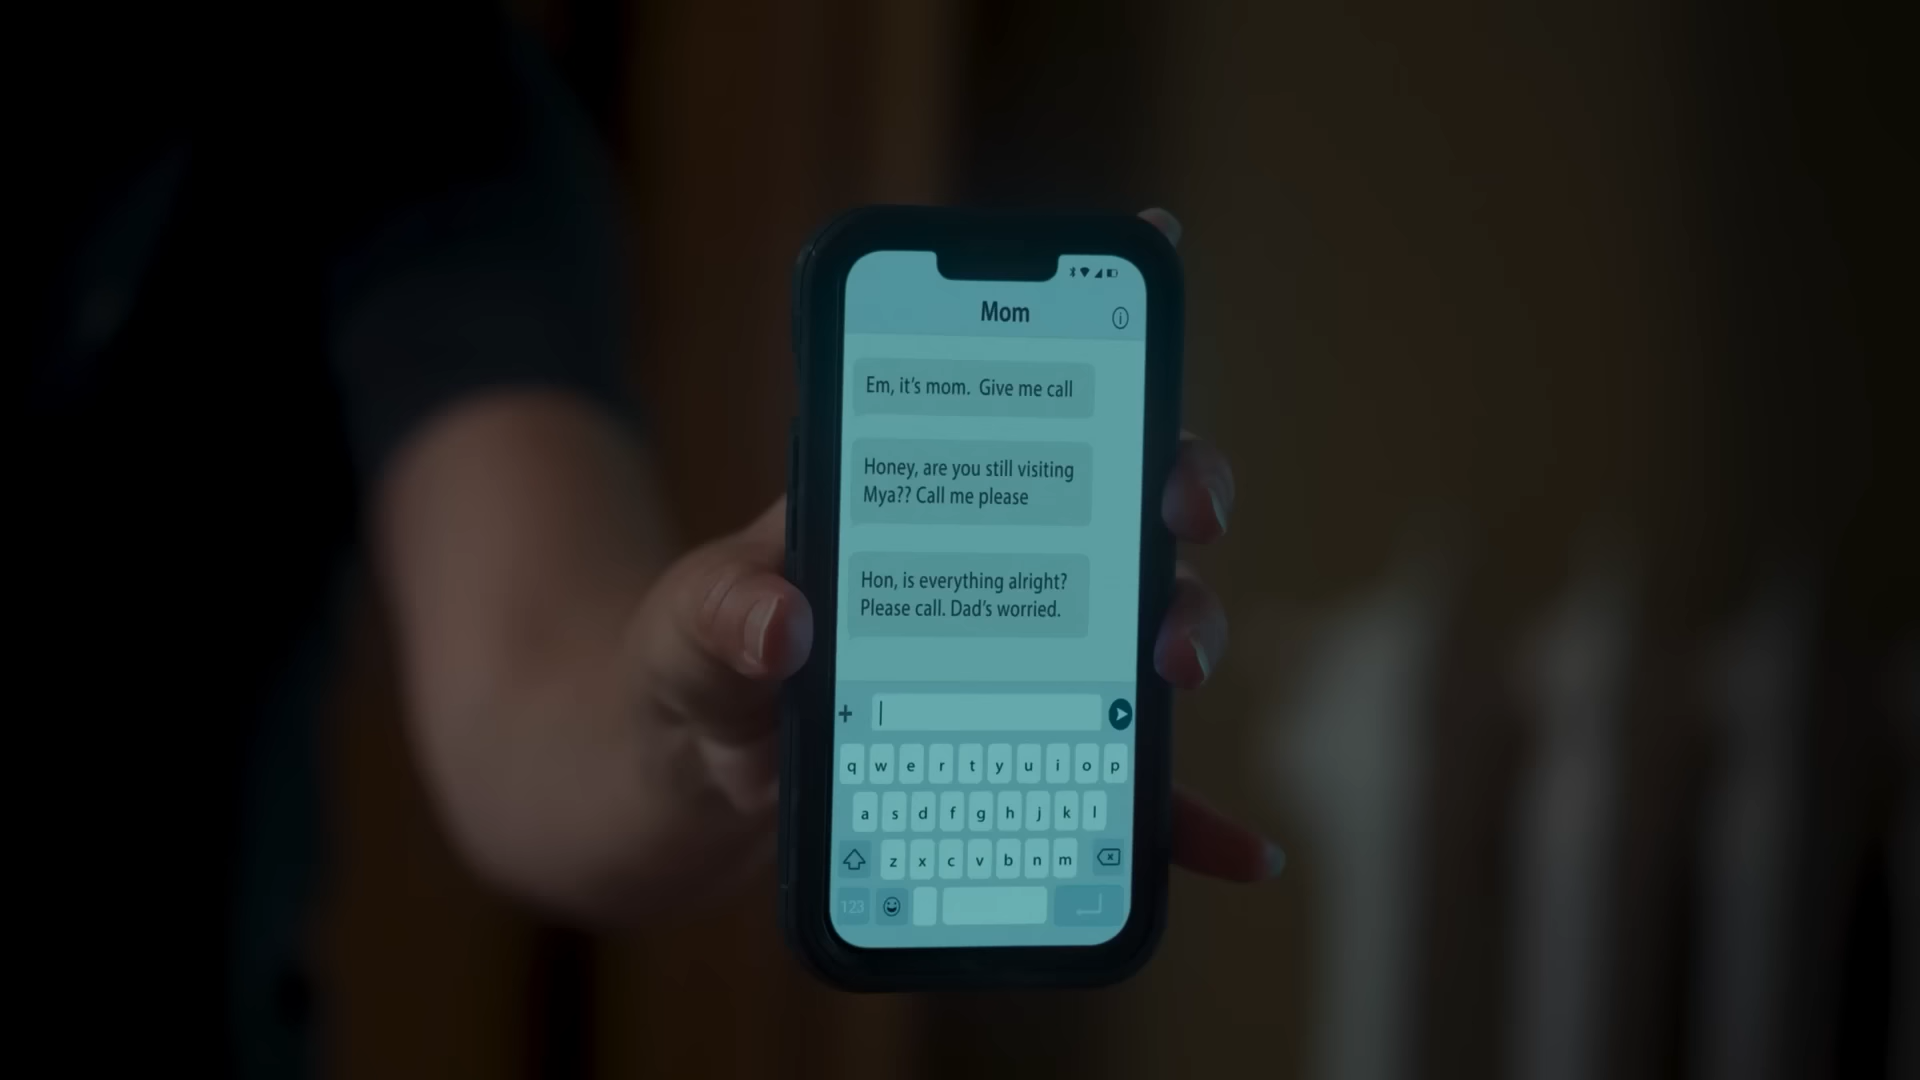 Mom
Em, it's mom.  Give me call
Honey, are you still visiting
Mya?? Call me please
Hon, is everything alright?
Please call. Dad's worried.
q w e r t y u i o p
a s d f g h j k l
z x c v b n m
123